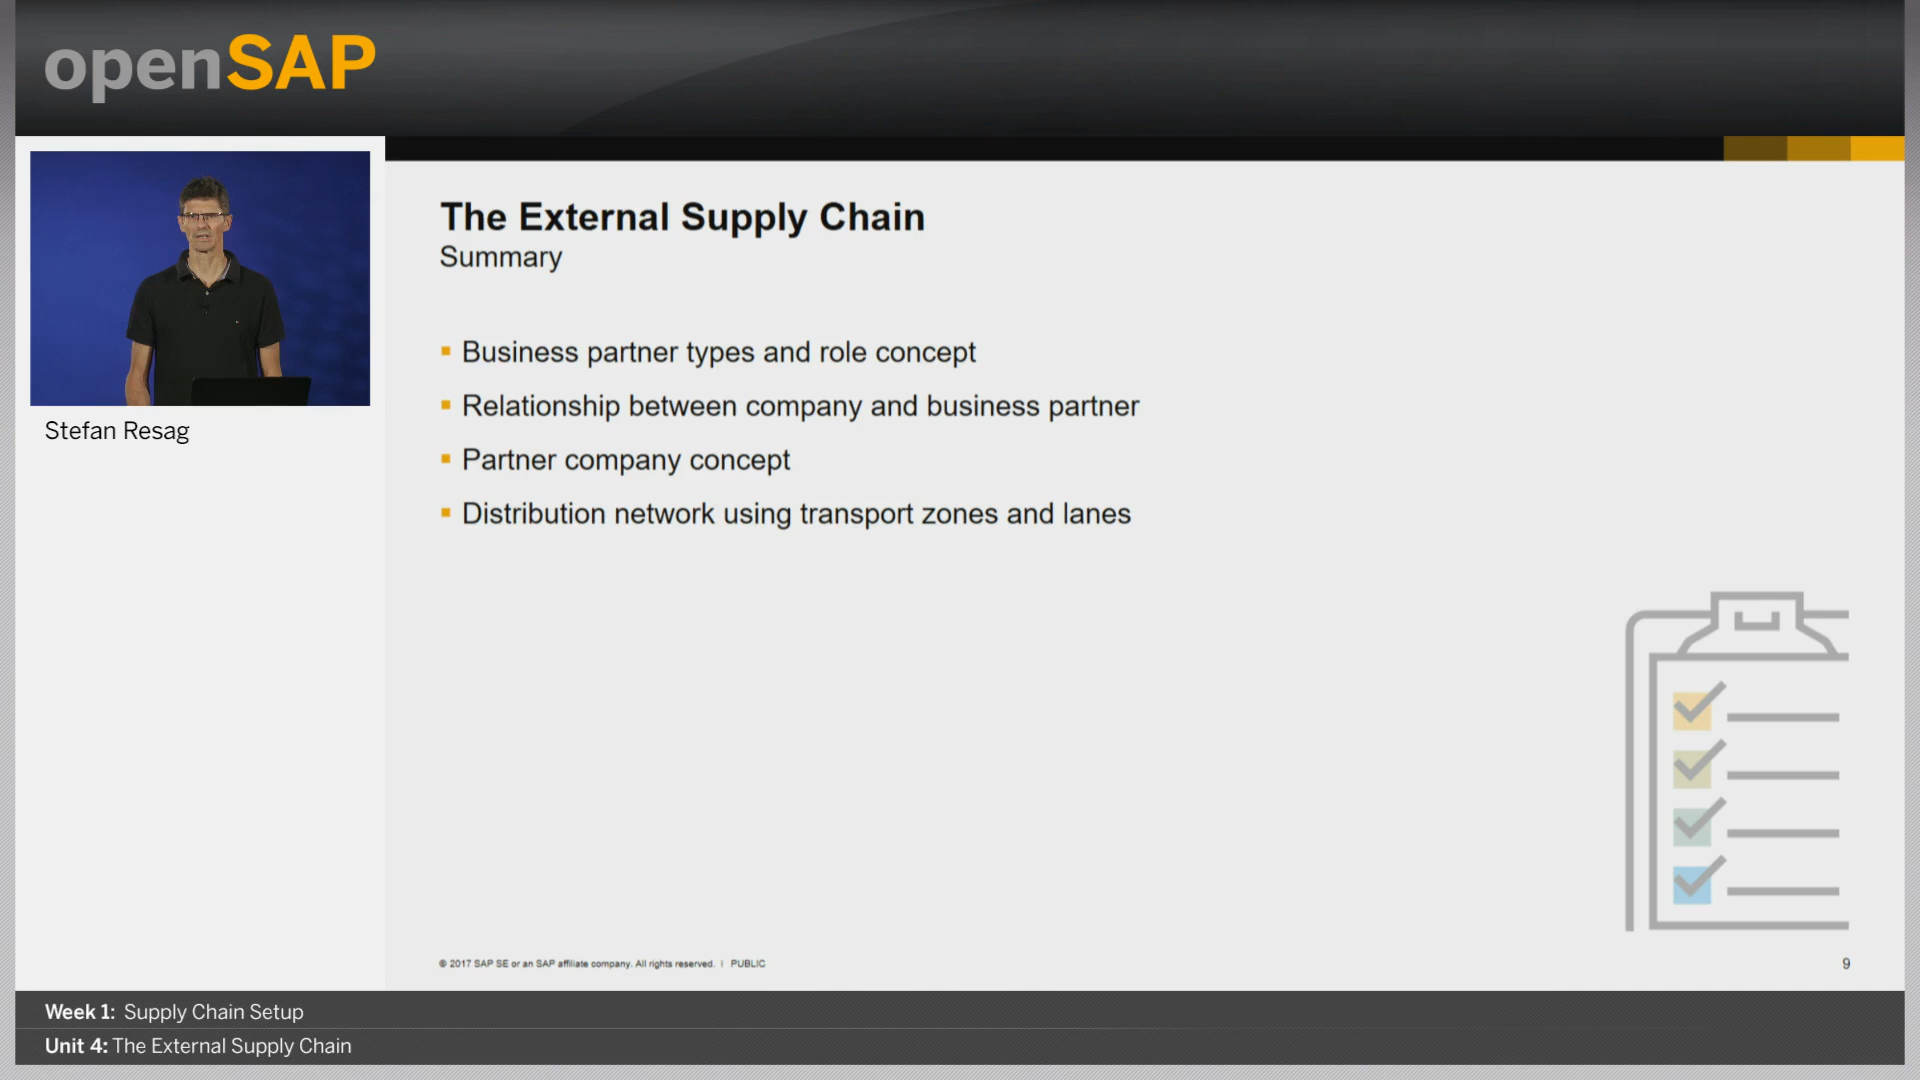 openSAP
Stefan Resag
The External Supply Chain
Summary
Business partner types and role concept
Relationship between company and business partner
Partner company concept
Distribution network using transport zones and lanes
© 2017 SAP SE or an SAP affiliate company. All rights reserved. | PUBLIC
9
Week 1: Supply Chain Setup
Unit 4: The External Supply Chain